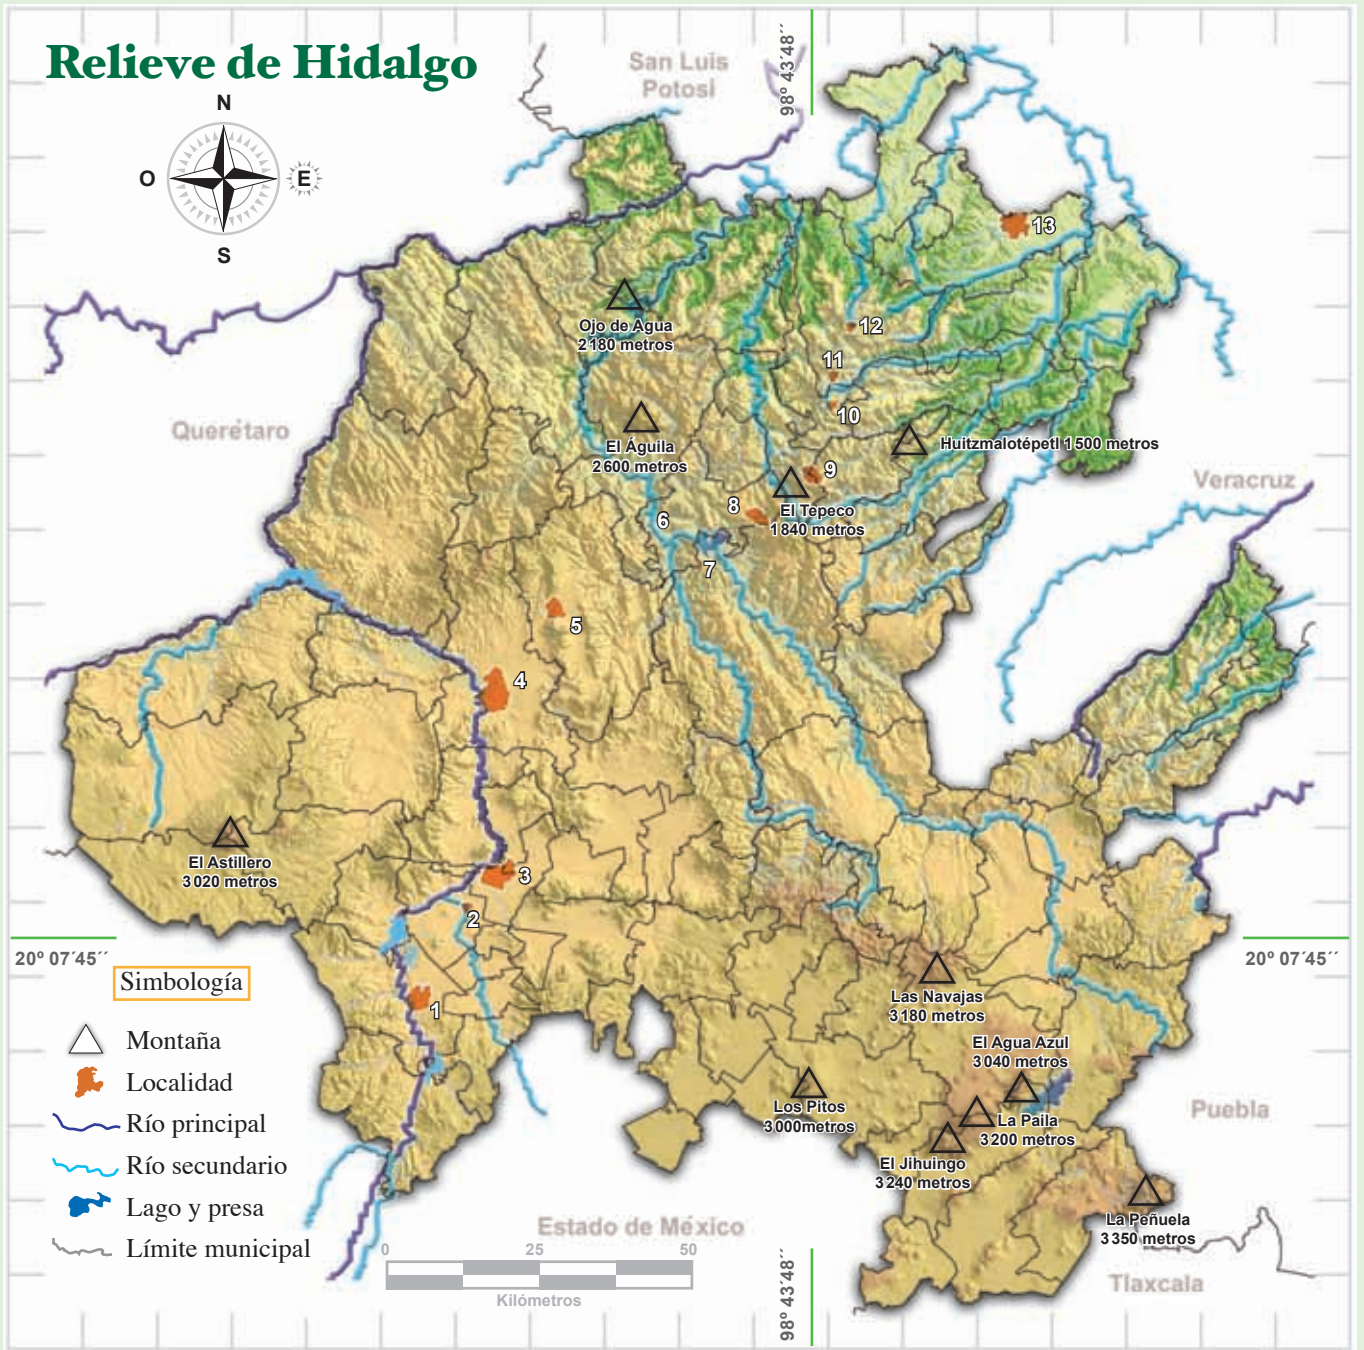 Relieve de Hidalgo
N
O
E
S
San Luis
Potosí
98° 43´48´´
13
Ojo de Agua
2 180 metros
12
11
10
Querétaro
El Águila
2 600 metros
Huitzmalotépetl 1 500 metros
9
Veracruz
8
El Tepeco
1 840 metros
6
7
5
4
El Astillero
3 020 metros
3
2
20° 07´45´´
20° 07´45´´
Simbología
Montaña
Localidad
Río principal
Río secundario
Lago y presa
Límite municipal
1
Las Navajas
3 180 metros
El Agua Azul
3 040 metros
Los Pitos
3 000metros
La Paila
3 200 metros
Puebla
El Jihuingo
3 240 metros
La Peñuela
3 350 metros
Estado de México
0 25 50
Kilómetros
98° 43´48´´
Tlaxcala